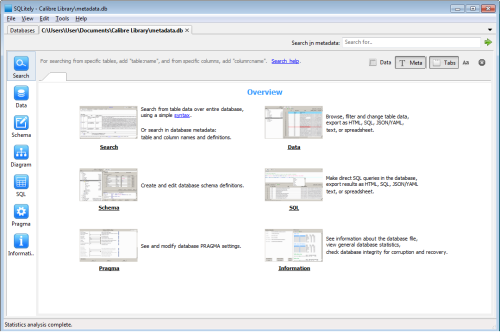 SQLitely - Calibre Library\metadata.db
File View Edit Tools Help
Databases C:\Users\User\Documents\Calibre Library\metadata.db ×
Search in metadata: Search for..
For searching from specific tables, add "table:name", and from specific columns, add "column:name". Search help.
Data Meta Tabs Aa
Search
Data
Schema
Diagram
SQL
Pragma
Informati..
Overview
Search from table data over entire database,
using a simple syntax.
Or search in database metadata:
table and column names and definitions.
Search
Browse, filter and change table data,
export as HTML, SQL, JSON/YAML,
text, or spreadsheet.
Data
Create and edit database schema definitions.
Schema
Make direct SQL queries in the database,
export results as HTML, SQL, JSON/YAML
text, or spreadsheet.
SQL
See and modify database PRAGMA settings.
Pragma
See information about the database file,
view general database statistics,
check database integrity for corruption and recovery.
Information
Statistics analysis complete.